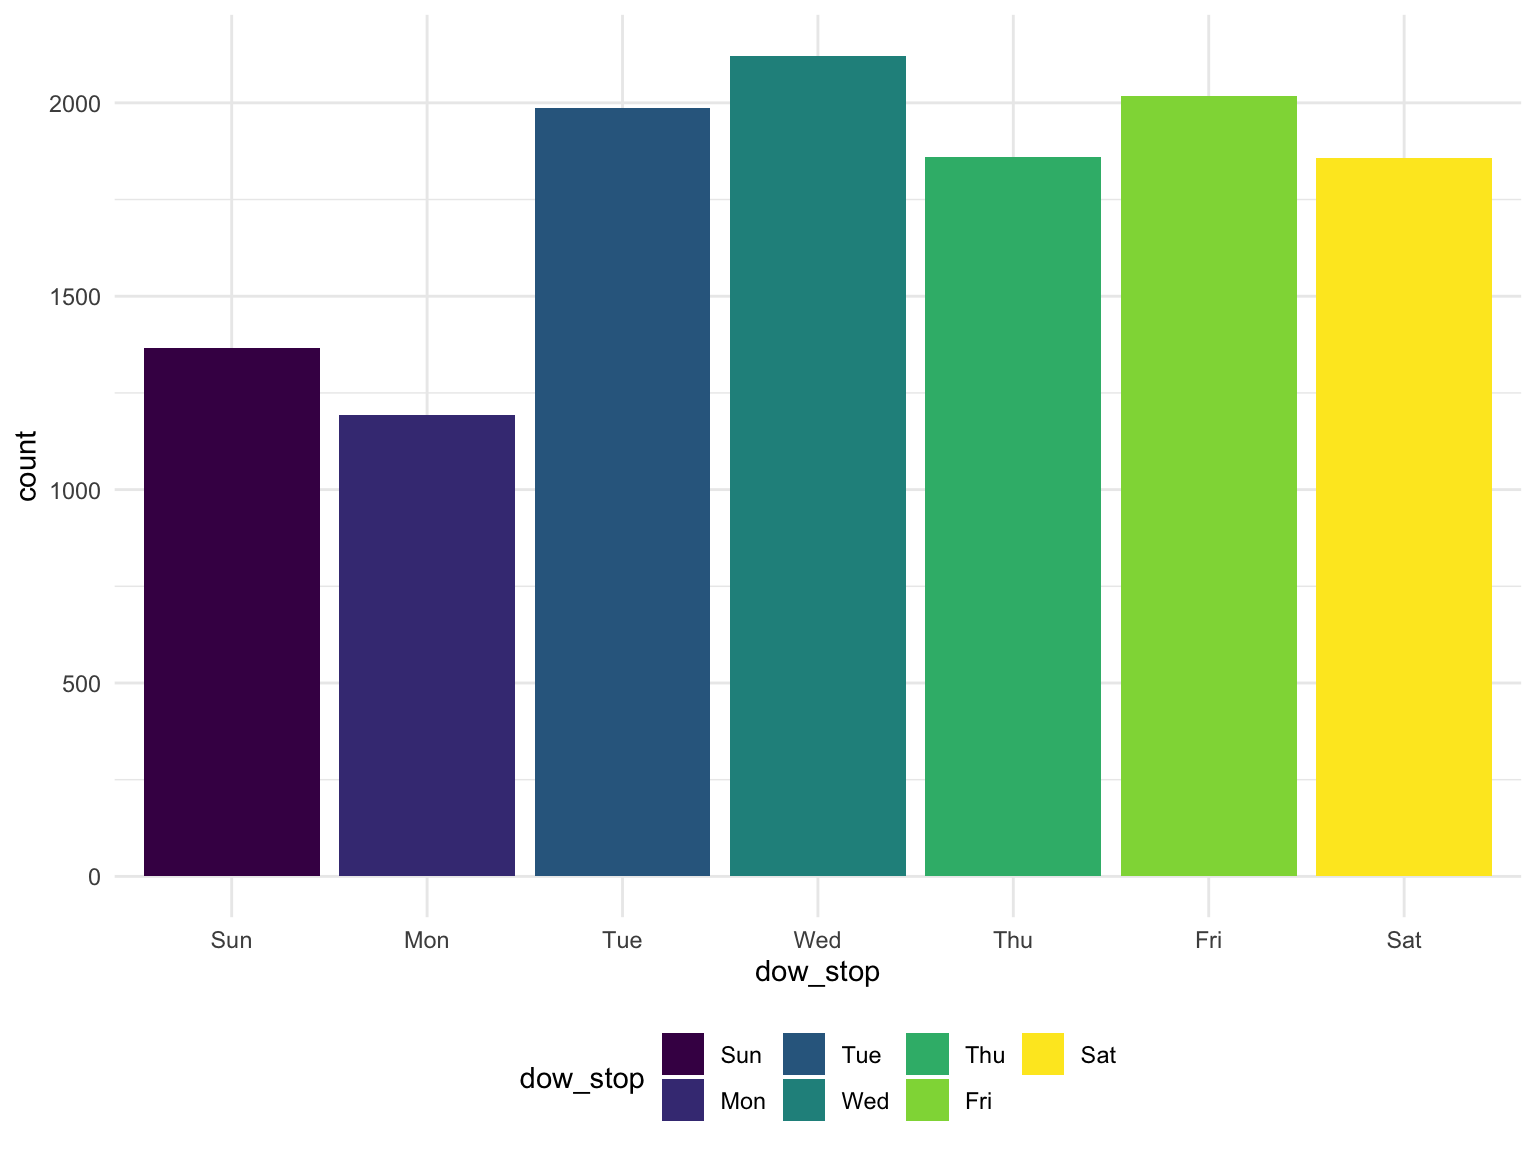 count
2000
1500
1000
500
0
Sun Mon Tue Wed Thu Fri Sat
dow_stop
dow_stop
Sun Tue Thu Sat
Mon Wed Fri